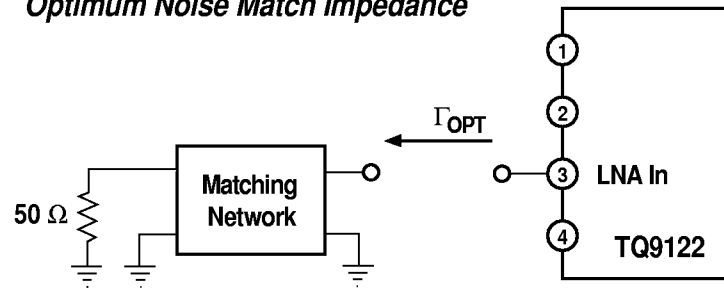 Optimum Noise Match Impedance
1
2
Γ OPT
3
LNA In
Matching
Network
50 Ω
4
TQ9122